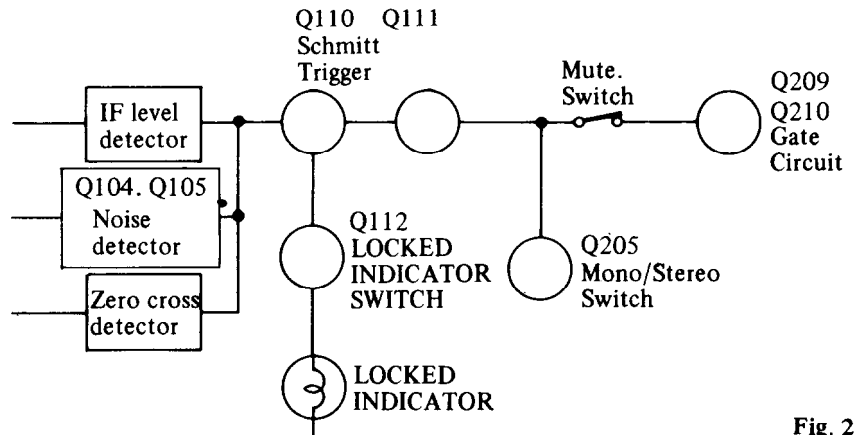 Q110 Q111
Schmitt
Trigger
Mute.
Switch
Q209
Q210
Gate
Circuit
IF level
detector
Q104. Q105
Noise
detector
Zero cross
detector
Q112
LOCKED
INDICATOR
SWITCH
Q205
Mono/Stereo
Switch
LOCKED
INDICATOR
Fig. 2